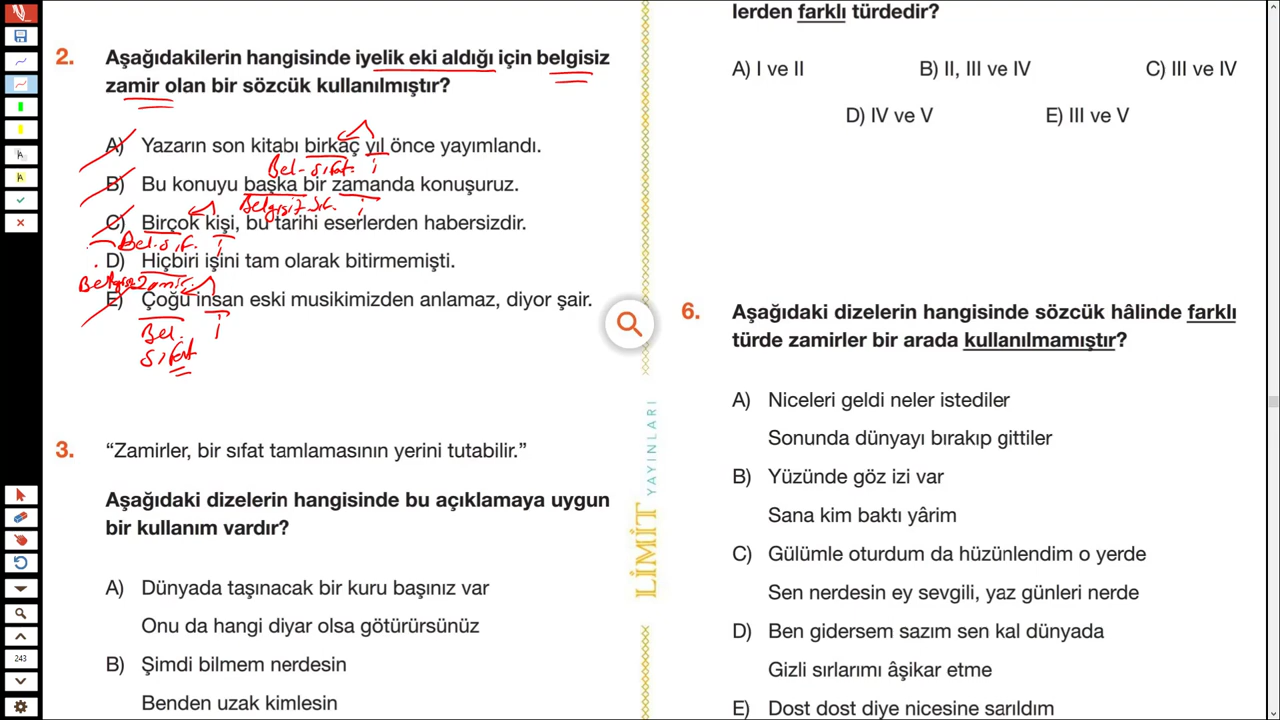 2. Aşağıdakilerin hangisinde iyelik eki aldığı için belgisiz
zamir olan bir sözcük kullanılmıştır?
A) Yazarın son kitabı birkaç yıl önce yayımlandı.
Bel-sıfat i
B) Bu konuyu başka bir zamanda konuşuruz.
Belgisiz sıf. i
C) Birçok kişi, bu tarihi eserlerden habersizdir.
Bel.sıf. i
D) Hiçbiri işini tam olarak bitirmemişti.
Belgisiz Zamir
E) Çoğu insan eski musikimizden anlamaz, diyor şair.
Bel. i
sıfat
3. “Zamirler, bir sıfat tamlamasının yerini tutabilir.”
Aşağıdaki dizelerin hangisinde bu açıklamaya uygun
bir kullanım vardır?
A) Dünyada taşınacak bir kuru başınız var
Onu da hangi diyar olsa götürürsünüz
B) Şimdi bilmem nerdesin
Benden uzak kimlesin
LİMİT YAYINLARI
lerden farklı türdedir?
A) I ve II B) II, III ve IV C) III ve IV
D) IV ve V E) III ve V
6. Aşağıdaki dizelerin hangisinde sözcük hâlinde farklı
türde zamirler bir arada kullanılmamıştır?
A) Niceleri geldi neler istediler
Sonunda dünyayı bırakıp gittiler
B) Yüzünde göz izi var
Sana kim baktı yârim
C) Gülümle oturdum da hüzünlendim o yerde
Sen nerdesin ey sevgili, yaz günleri nerde
D) Ben gidersem sazım sen kal dünyada
Gizli sırlarımı âşikar etme
E) Dost dost diye nicesine sarıldım
243